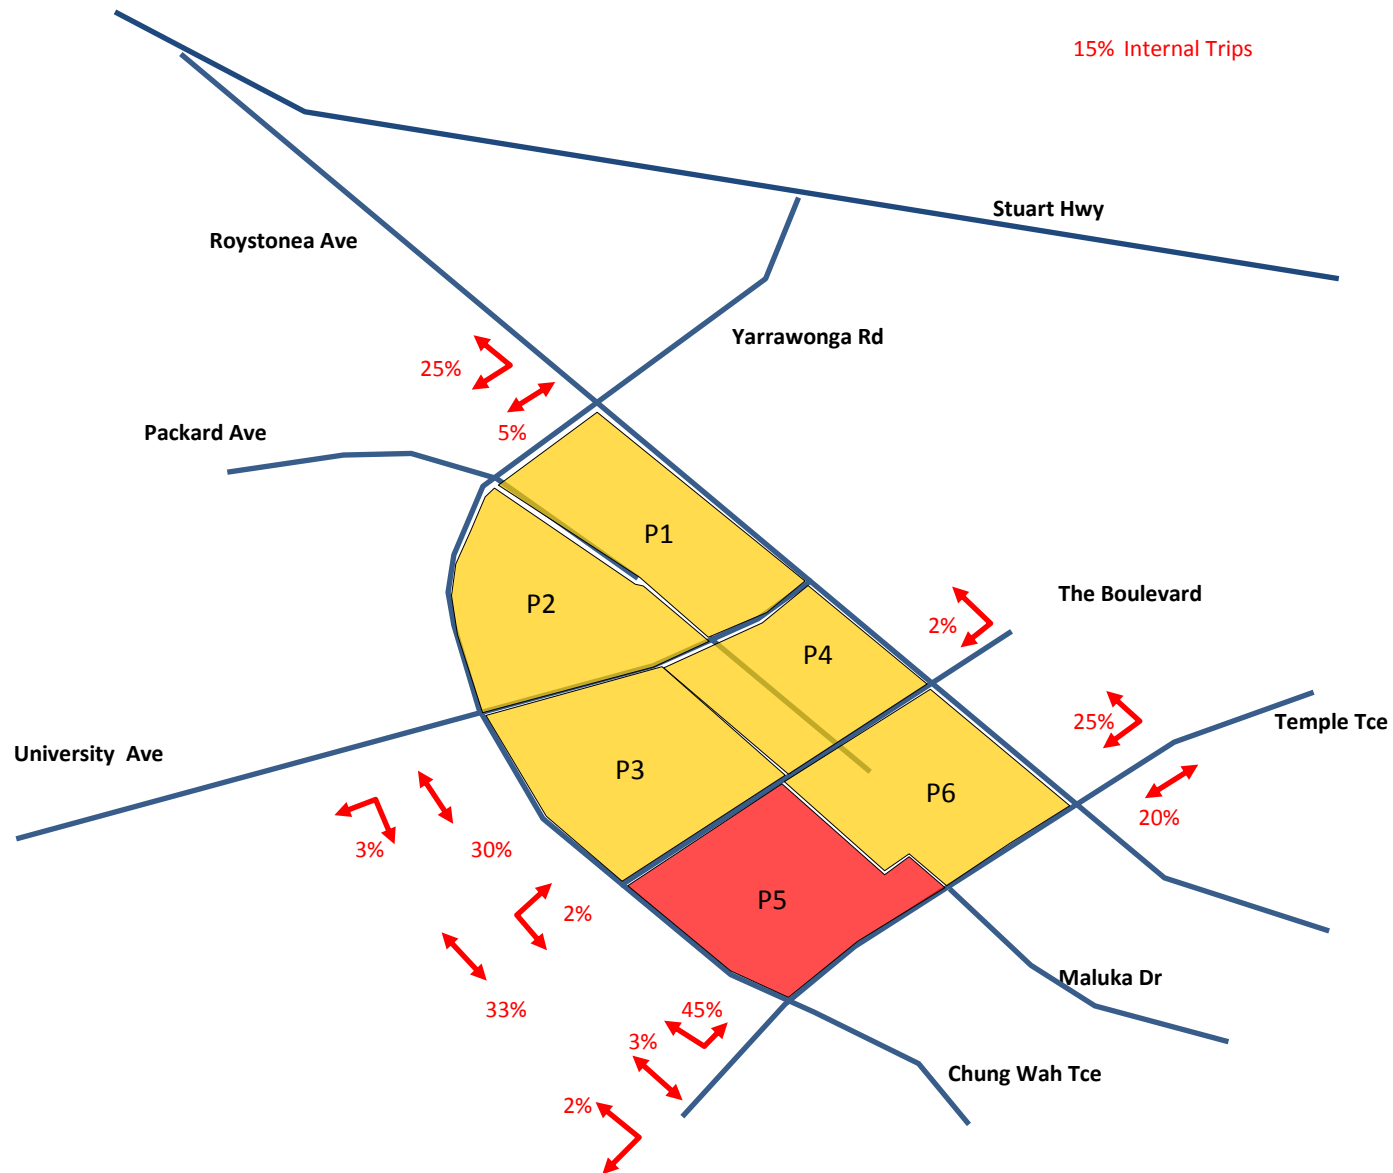 15% Internal Trips
Stuart Hwy
Roystonea Ave
Yarrawonga Rd
25%
5%
Packard Ave
P1
The Boulevard
P2
2%
P4
25%
Temple Tce
University Ave
P3
P6
20%
3%
30%
P5
2%
33%
45%
Maluka Dr
3%
Chung Wah Tce
2%